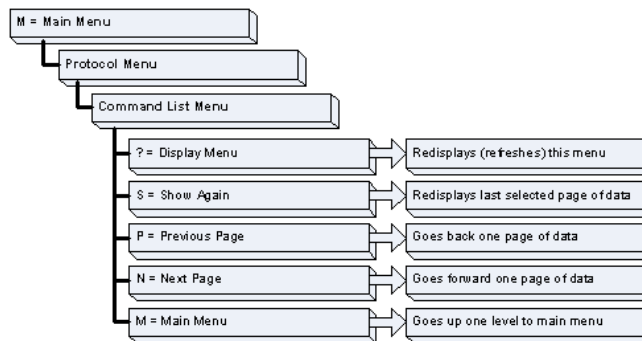 M = Main Menu
Protocol Menu
Command List Menu
? = Display Menu
Redisplays (refreshes) this menu
S = Show Again
Redisplays last selected page of data
P = Previous Page
Goes back one page of data
N = Next Page
Goes forward one page of data
M = Main Menu
Goes up one level to main menu